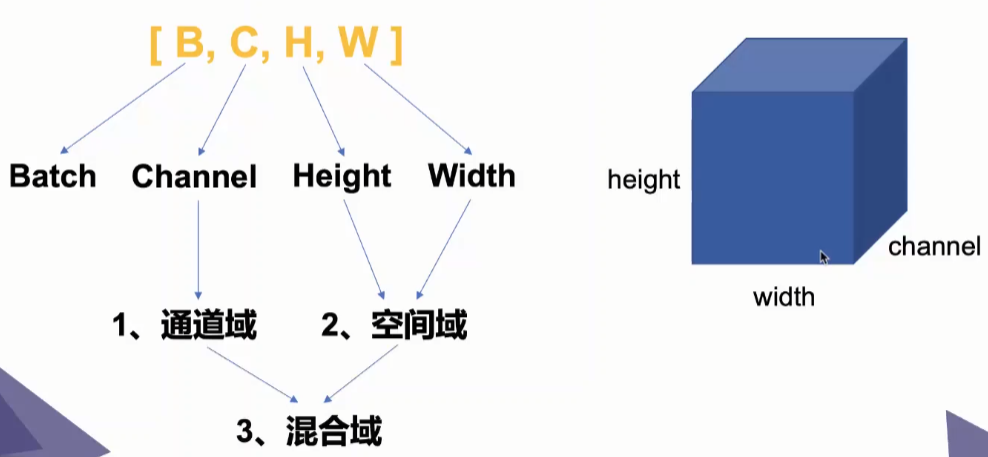 [ B, C, H, W ]
Batch Channel Height Width
1、通道域 2、空间域
3、混合域
height
channel
width